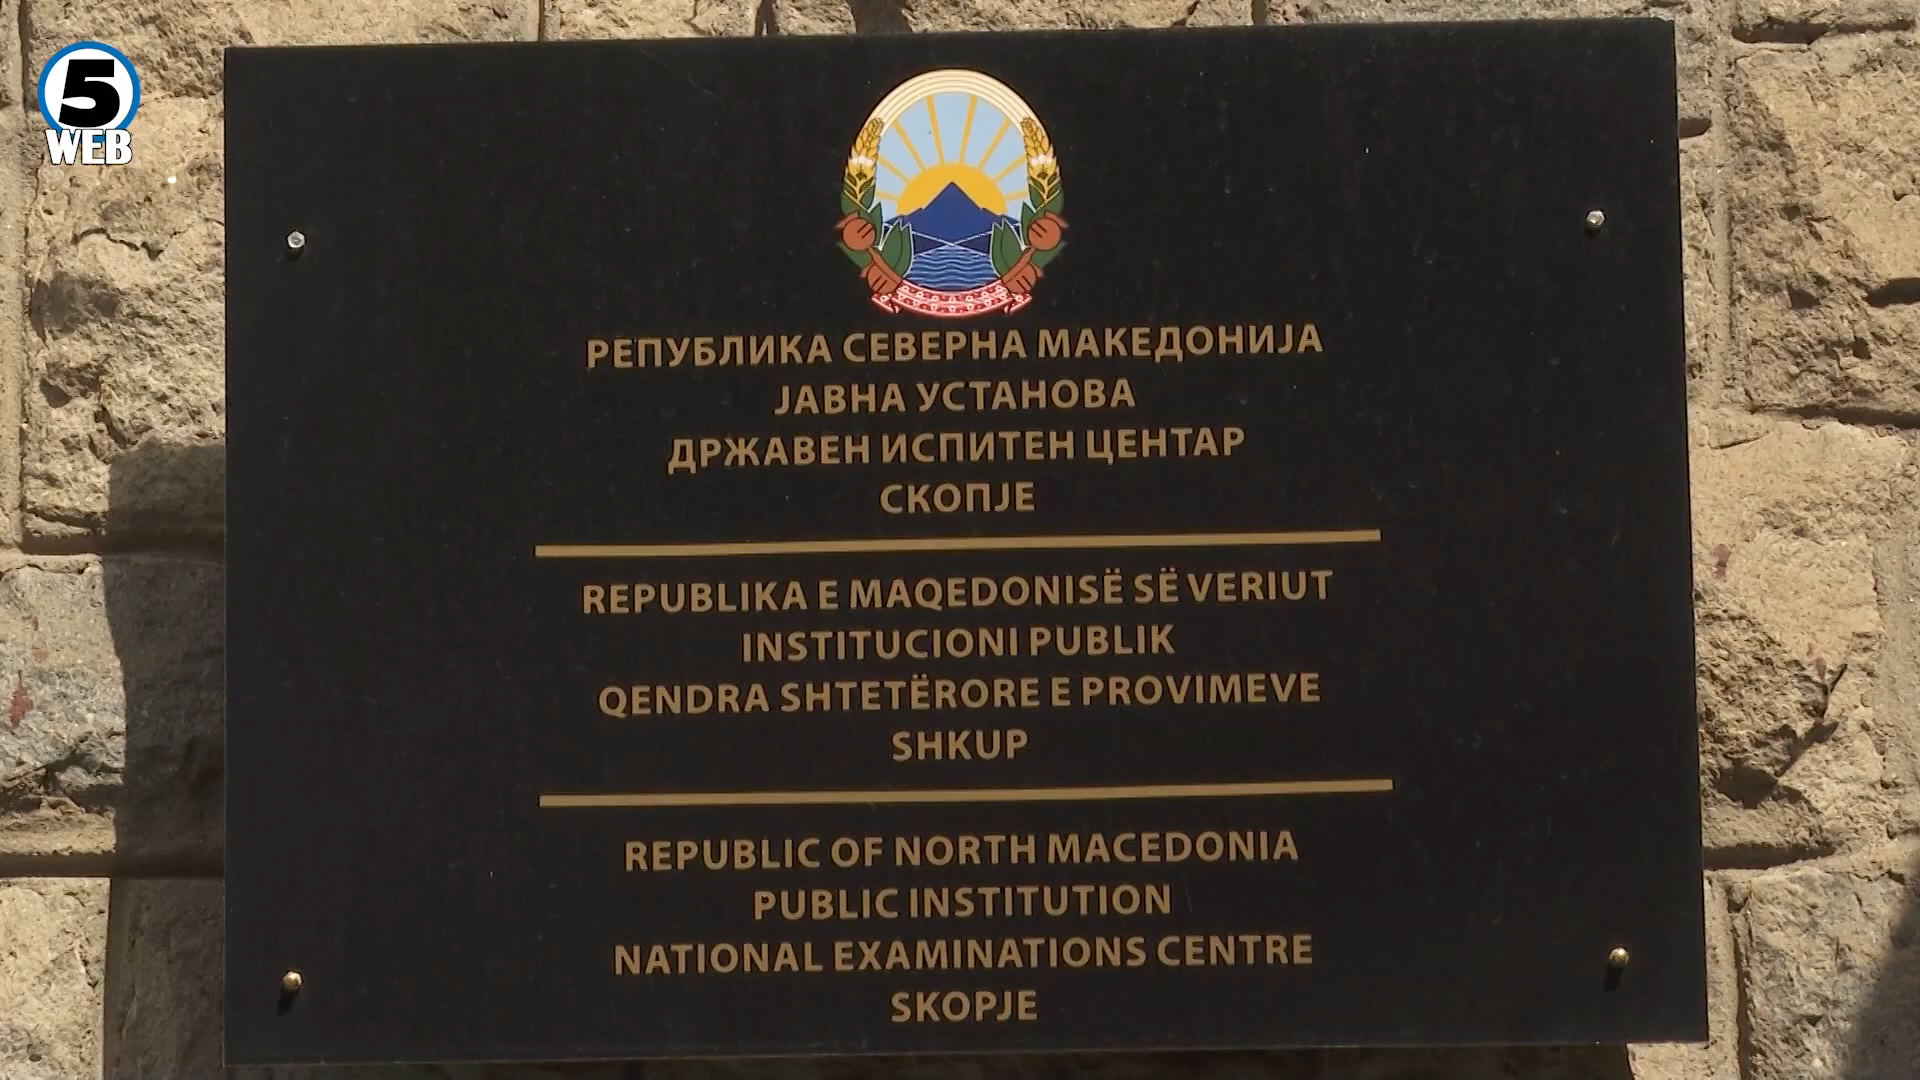 5
WEB
РЕПУБЛИКА СЕВЕРНА МАКЕДОНИЈА
ЈАВНА УСТАНОВА
ДРЖАВЕН ИСПИТЕН ЦЕНТАР
СКОПЈЕ
REPUBLIKA E MAQEDONISË SË VERIUT
INSTITUCIONI PUBLIK
QENDRA SHTETËRORE E PROVIMEVE
SHKUP
REPUBLIC OF NORTH MACEDONIA
PUBLIC INSTITUTION
NATIONAL EXAMINATIONS CENTRE
SKOPJE